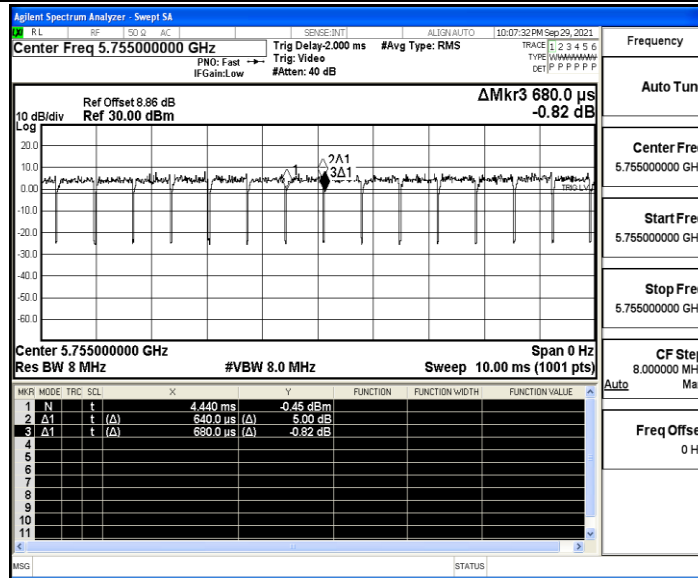 Agilent Spectrum Analyzer - Swept SA
RL RF 50 Ω AC SENSE:INT ALIGN AUTO 10:07:32 PM Sep 29, 2021
Center Freq 5.755000000 GHz
PNO: Fast
IFGain:Low
Trig Delay-2.000 ms
Trig: Video
#Atten: 40 dB
#Avg Type: RMS
TRACE 1 2 3 4 5 6
TYPE
DET P P P P P P
Frequency
Auto Tun
Ref Offset 8.86 dB
10 dB/div Ref 30.00 dBm
ΔMkr3 680.0 µs
-0.82 dB
Log
20.0
10.0
0.00
-10.0
-20.0
-30.0
-40.0
-50.0
-60.0
1
2Δ1
3Δ1
TRIG LV
Center Fre
5.755000000 GH
Start Fre
5.755000000 GH
Stop Fre
5.755000000 GH
CF Ste
8.000000 MH
Auto Ma
Freq Offse
0 H
Center 5.755000000 GHz Span 0 Hz
Res BW 8 MHz #VBW 8.0 MHz Sweep 10.00 ms (1001 pts)
MKR MODE TRC SCL X Y FUNCTION FUNCTION WIDTH FUNCTION VALUE
1 N t 4.440 ms -0.45 dBm
2 Δ1 t (Δ) 640.0 µs (Δ) 5.00 dB
3 Δ1 t (Δ) 680.0 µs (Δ) -0.82 dB
4
5
6
7
8
9
10
11
MSG STATUS